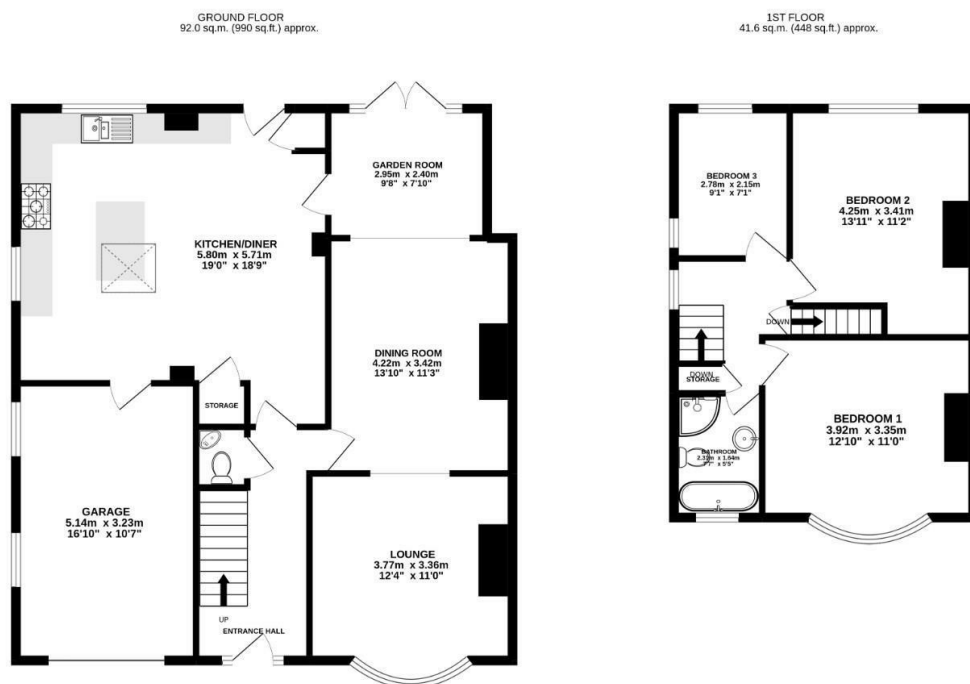 GROUND FLOOR
92.0 sq.m. (990 sq.ft.) approx.
1ST FLOOR
41.6 sq.m. (448 sq.ft.) approx.
GARDEN ROOM
2.95m x 2.40m
9'8" x 7'10"
KITCHEN/DINER
5.80m x 5.71m
19'0" x 18'9"
DINING ROOM
4.22m x 3.42m
13'10" x 11'3"
STORAGE
GARAGE
5.14m x 3.23m
16'10" x 10'7"
LOUNGE
3.77m x 3.36m
12'4" x 11'0"
UP
ENTRANCE HALL
BEDROOM 3
2.78m x 2.15m
9'1" x 7'1"
BEDROOM 2
4.25m x 3.41m
13'11" x 11'2"
DOWN
DOWN
STORAGE
BEDROOM 1
3.92m x 3.35m
12'10" x 11'0"
BATHROOM
x 1.64m
x 5'5"